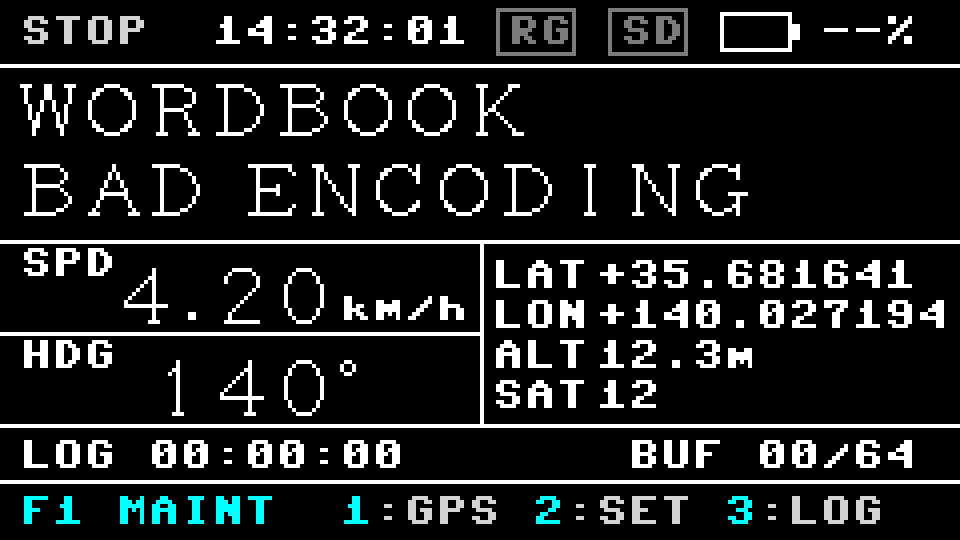 STOP 14:32:01 RG SD --%
WORDBOOK
BAD ENCODING
SPD 4.20 km/h
HDG 140°
LAT +35.681641
LON +140.027194
ALT 12.3m
SAT 12
LOG 00:00:00 BUF 00/64
F1 MAINT 1:GPS 2:SET 3:LOG